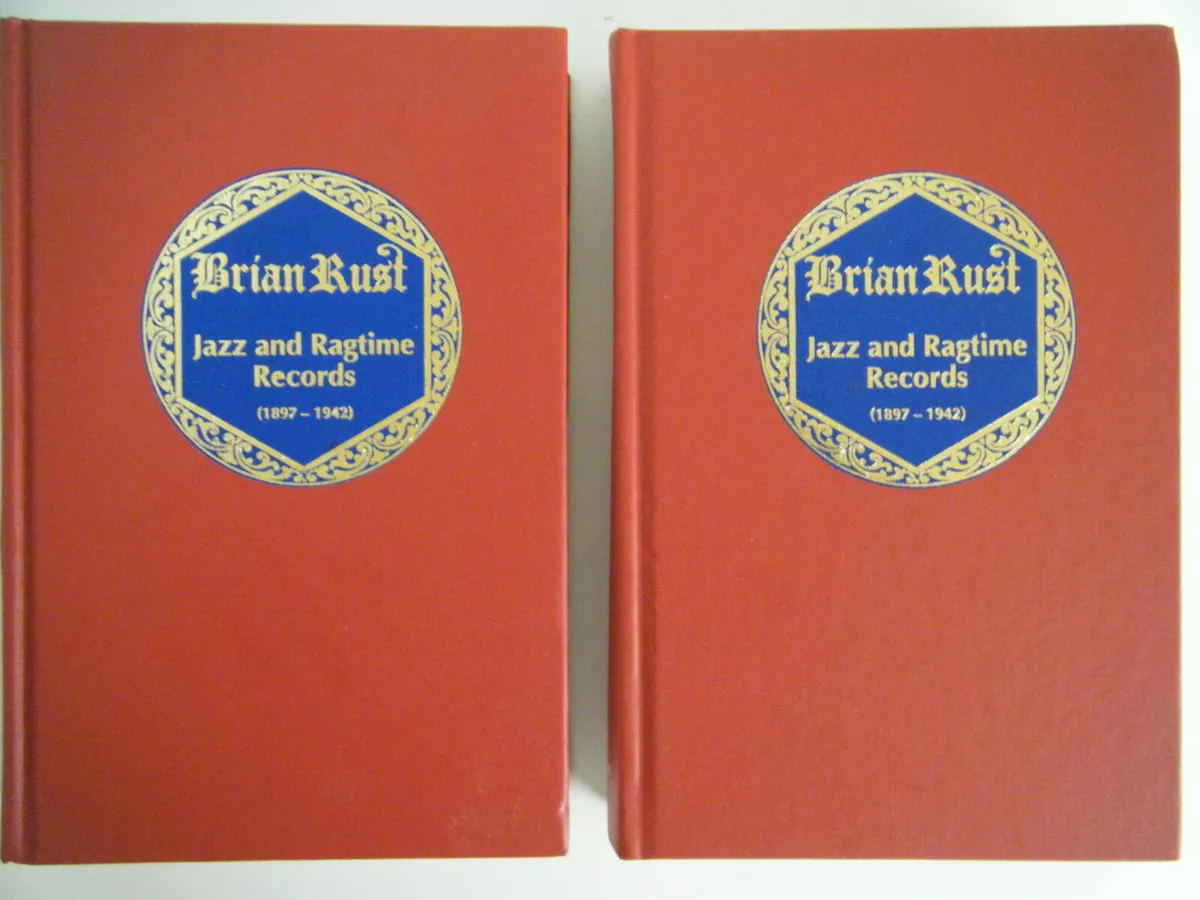 Brian Rust
Jazz and Ragtime
Records
(1897 – 1942)
Brian Rust
Jazz and Ragtime
Records
(1897 – 1942)